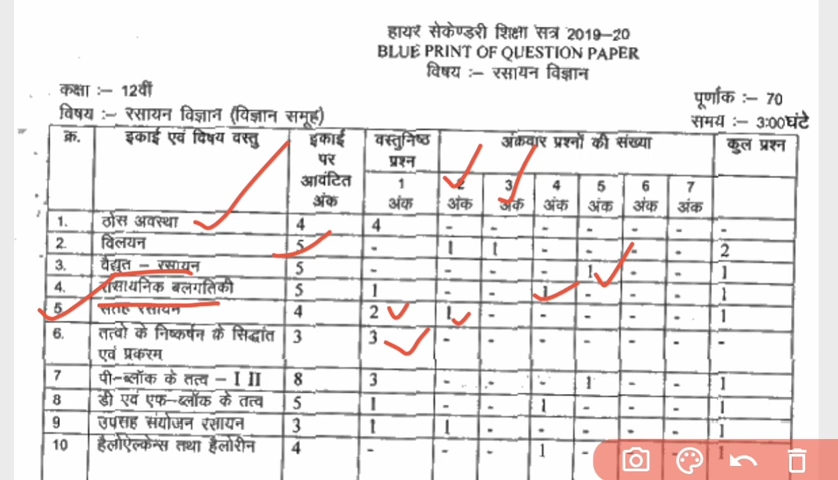 हायर सेकेण्डरी शिक्षा सत्र 2019–20
BLUE PRINT OF QUESTION PAPER
विषय :– रसायन विज्ञान
कक्षा :– 12वीं
पूर्णांक :– 70
विषय :– रसायन विज्ञान (विज्ञान समूह)
समय :– 3:00घंटे
क्र. इकाई एवं विषय वस्तु इकाई पर आवंटित अंक वस्तुनिष्ठ प्रश्न अंकवार प्रश्नों की संख्या कुल प्रश्न
1 अंक 2 अंक 3 अंक 4 अंक 5 अंक 6 अंक 7 अंक
1. ठोस अवस्था 4 4 - - - - - - -
2. विलयन 5 - 1 1 - - - - 2
3. वैद्युत – रसायन 5 - - - - 1 - - 1
4. रासायनिक बलगतिकी 5 1 - - 1 - - - 1
5. सतह रसायन 4 2 1 - - - - - 1
6. तत्वो के निष्कर्षन के सिद्धांत एवं प्रकरम 3 3 - - - - - - -
7 पी–ब्लॉक के तत्व – I II 8 3 - - - 1 - - 1
8 डी एवं एफ–ब्लॉक के तत्व 5 1 - - 1 - - - 1
9 उपसह संयोजन रसायन 3 1 1 - - - - - 1
10 हैलोऐल्केन्स तथा हैलोरीन 4 - - - 1 - - - 1